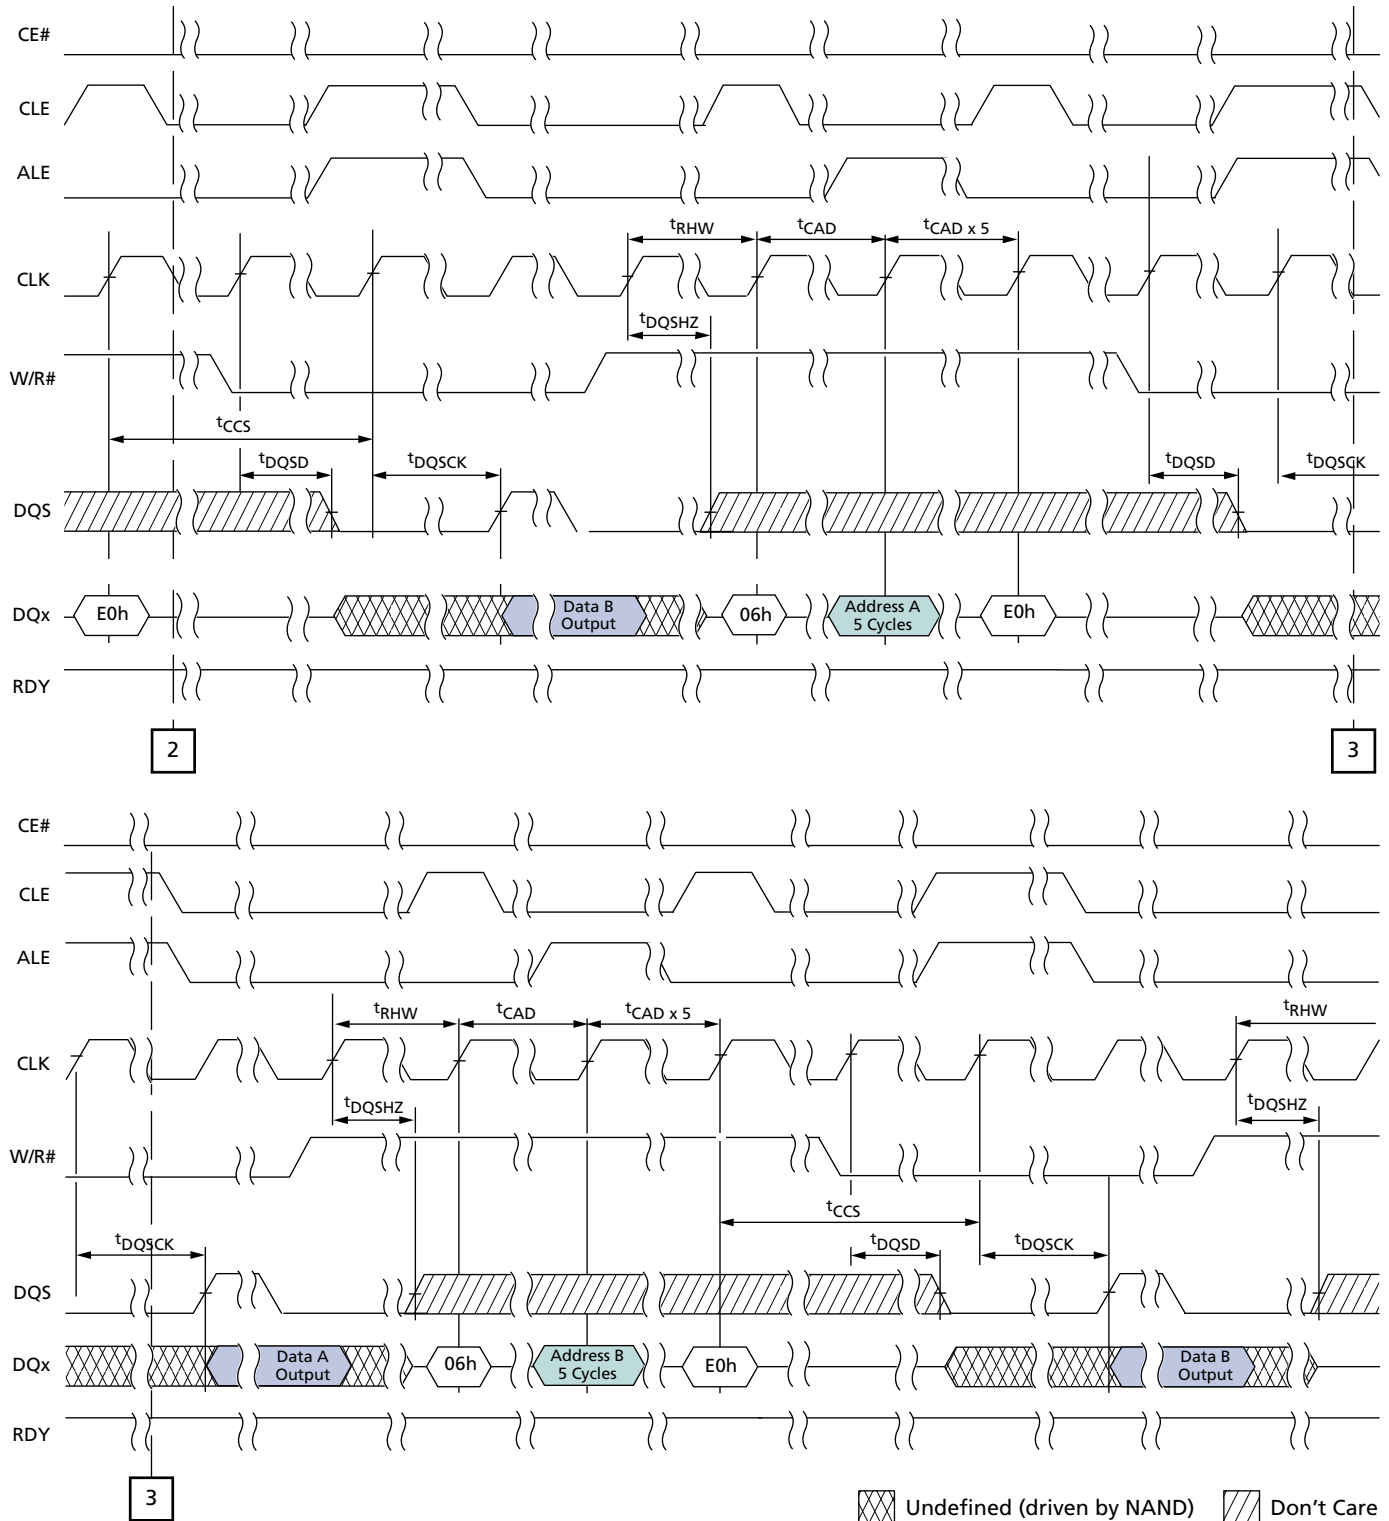 CE#
CLE
ALE
tRHW tCAD tCAD x 5
CLK
tDQSHZ
W/R#
tCCS
tDQSD tDQSCK tDQSD tDQSCK
DQS
DQx E0h Data B Output 06h Address A 5 Cycles E0h
RDY
2 3
CE#
CLE
ALE
tRHW tCAD tCAD x 5 tRHW
CLK
tDQSHZ tDQSHZ
W/R#
tCCS
tDQSCK tDQSD tDQSCK
DQS
DQx Data A Output 06h Address B 5 Cycles E0h Data B Output
RDY
3
Undefined (driven by NAND) Don't Care